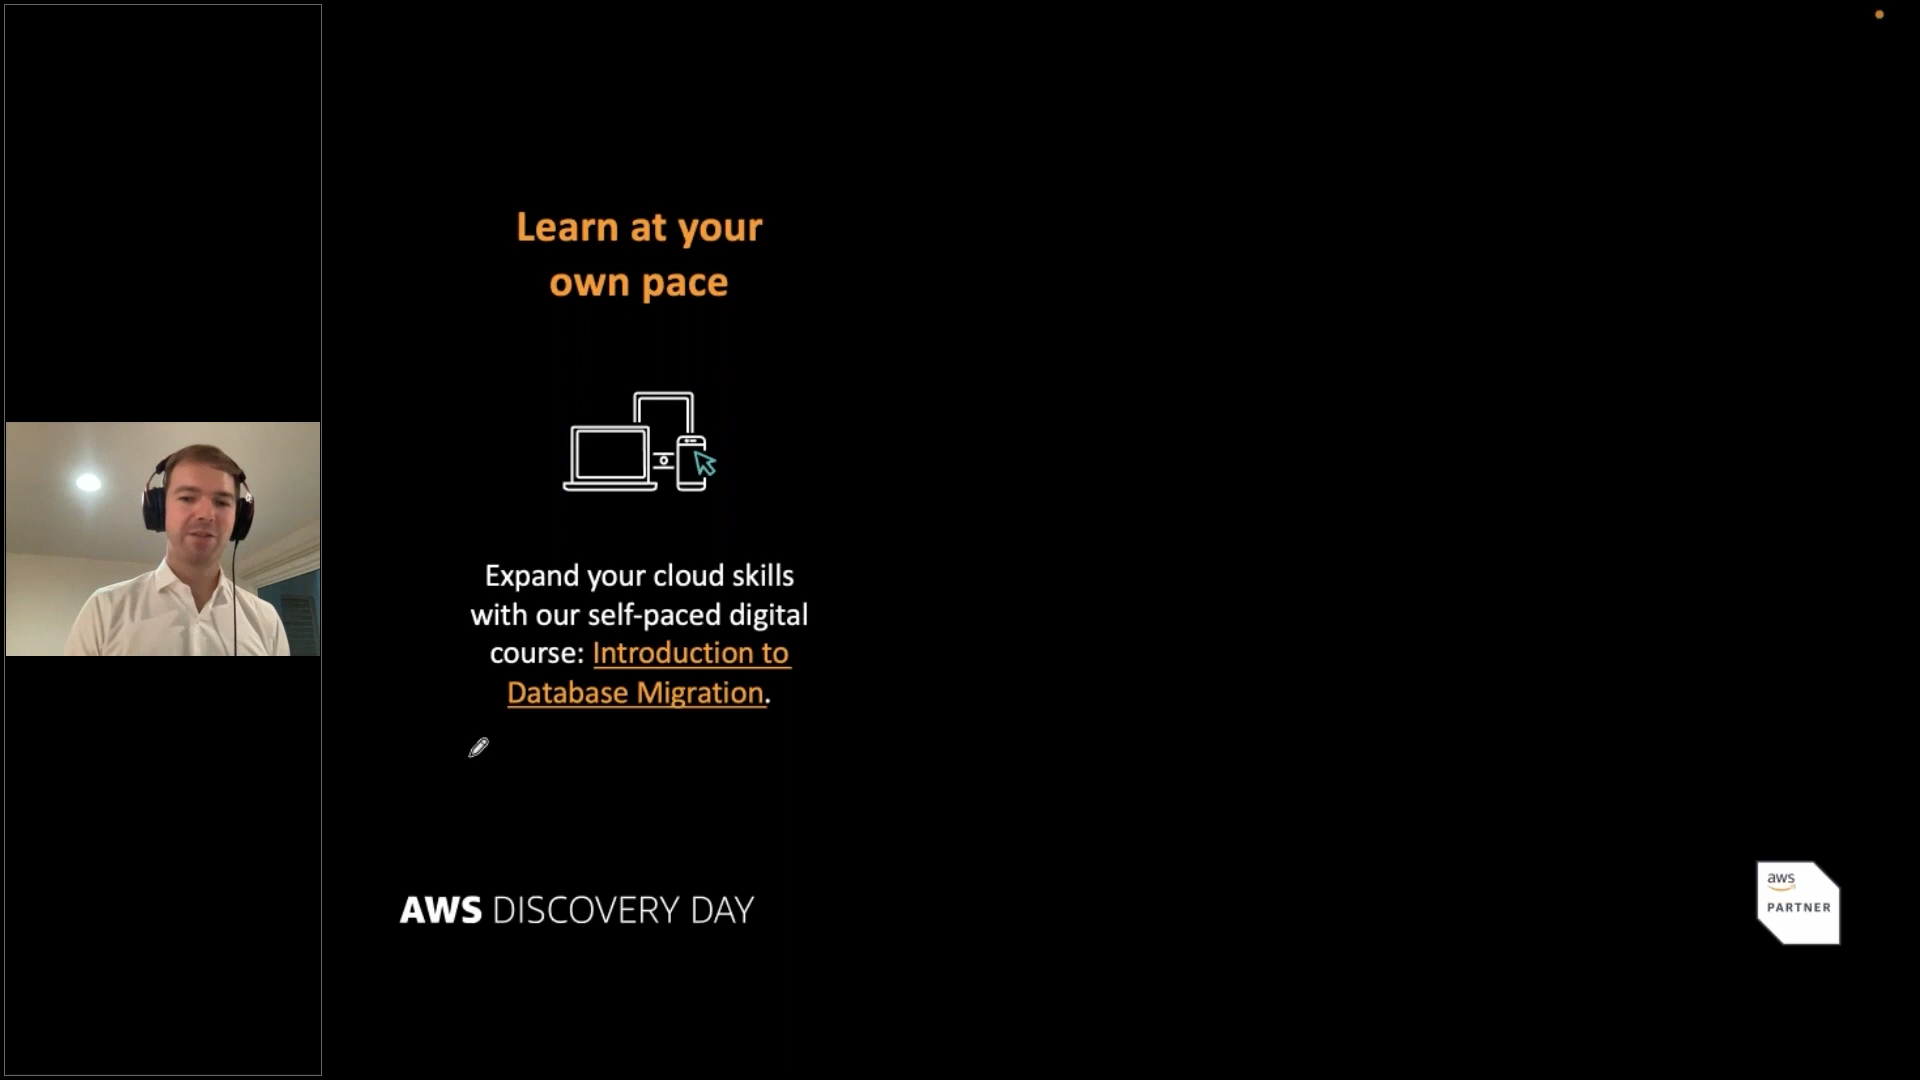 Learn at your
own pace
Expand your cloud skills
with our self-paced digital
course: Introduction to
Database Migration.
AWS DISCOVERY DAY
aws
PARTNER